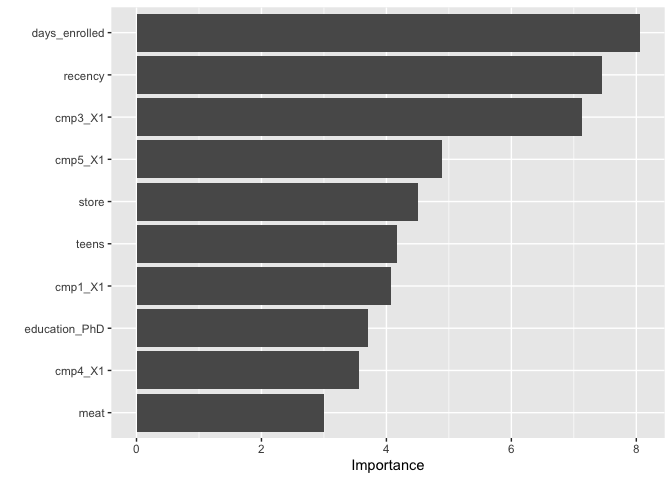 days_enrolled
recency
cmp3_X1
cmp5_X1
store
teens
cmp1_X1
education_PhD
cmp4_X1
meat
0 2 4 6 8
Importance